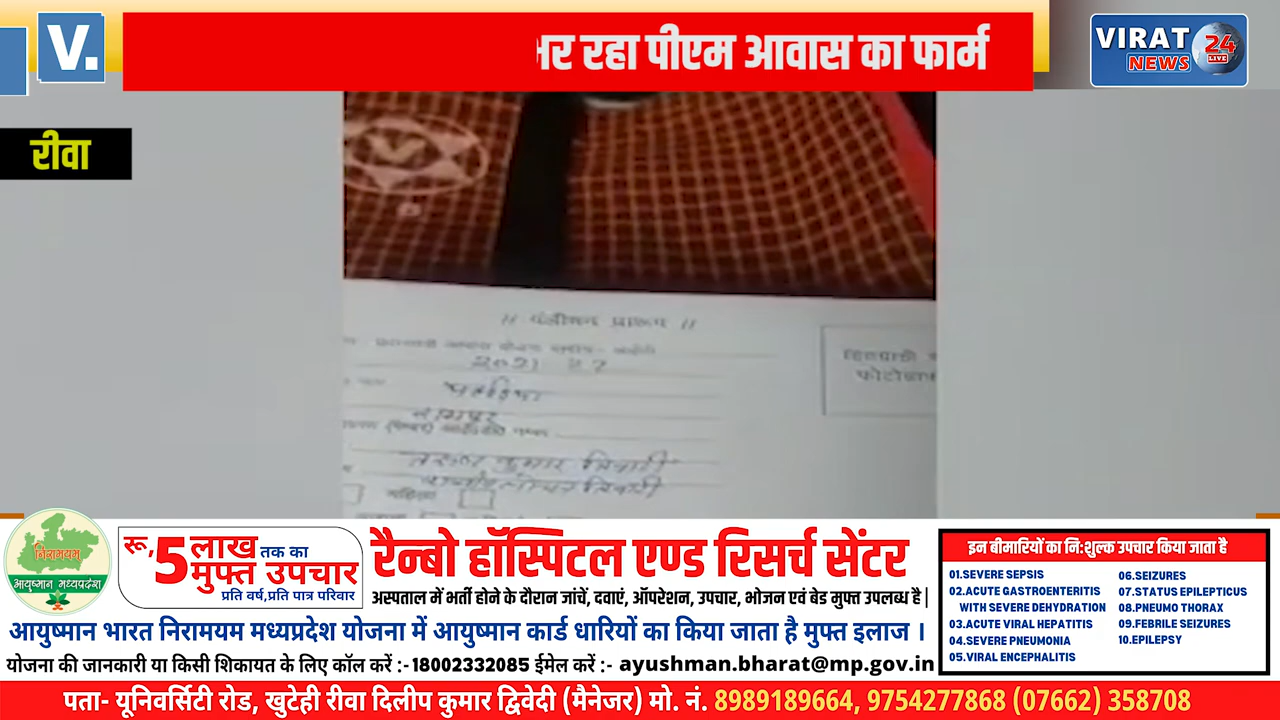 V.
भर रहा पीएम आवास का फार्म
VIRAT
NEWS
24
LIVE
रीवा
// पंजीयन प्रारूप //
हितग्राही
फोटोग्राफ
नागपुर
कुमार तिवारी
तिवारी
महिला
निरामयम्
आयुष्मान मध्यप्रदेश
रू,5 लाख तक का
मुफ्त उपचार
प्रति वर्ष,प्रति पात्र परिवार
रैन्बो हॉस्पिटल एण्ड रिसर्च सेंटर
अस्पताल में भर्ती होने के दौरान जांचें, दवाएं, ऑपरेशन, उपचार, भोजन एवं बेड मुफ्त उपलब्ध है |
आयुष्मान भारत निरामयम मध्यप्रदेश योजना में आयुष्मान कार्ड धारियों का किया जाता है मुफ्त इलाज ।
योजना की जानकारी या किसी शिकायत के लिए कॉल करें :- 18002332085 ईमेल करें :- ayushman.bharat@mp.gov.in
इन बीमारियों का नि:शुल्क उपचार किया जाता है
01.SEVERE SEPSIS
02.ACUTE GASTROENTERITIS
WITH SEVERE DEHYDRATION
03.ACUTE VIRAL HEPATITIS
04.SEVERE PNEUMONIA
05.VIRAL ENCEPHALITIS
06.SEIZURES
07.STATUS EPILEPTICUS
08.PNEUMO THORAX
09.FEBRILE SEIZURES
10.EPILEPSY
पता- यूनिवर्सिटी रोड, खुटेही रीवा दिलीप कुमार द्विवेदी (मैनेजर) मो. नं. 8989189664, 9754277868 (07662) 358708